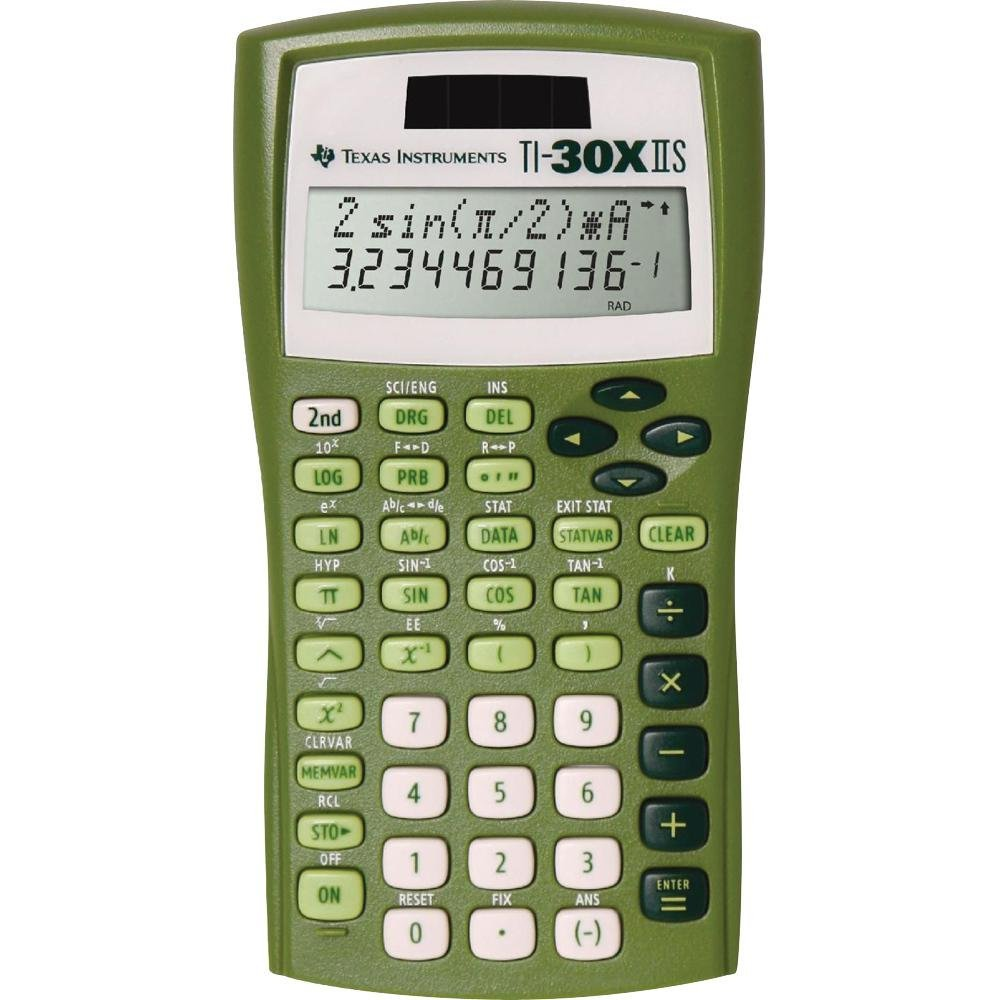 TEXAS INSTRUMENTS TI-30X IIS
2 sin(π/2)*A
3.234469136-1
RAD
SCI/ENG INS
2nd DRG DEL
10ˣ F◄►D R◄►P
LOG PRB ° ' "
eˣ Ab/c◄►d/e STAT EXIT STAT
LN Ab/c DATA STATVAR CLEAR
HYP SIN⁻¹ COS⁻¹ TAN⁻¹ K
π SIN COS TAN ÷
ˣ√ EE % ,
^ x⁻¹ ( ) ×
√
x² 7 8 9
CLRVAR
MEMVAR 4 5 6 −
RCL
STO► 1 2 3 +
OFF
ON
RESET FIX ANS ENTER
0 . (-) =